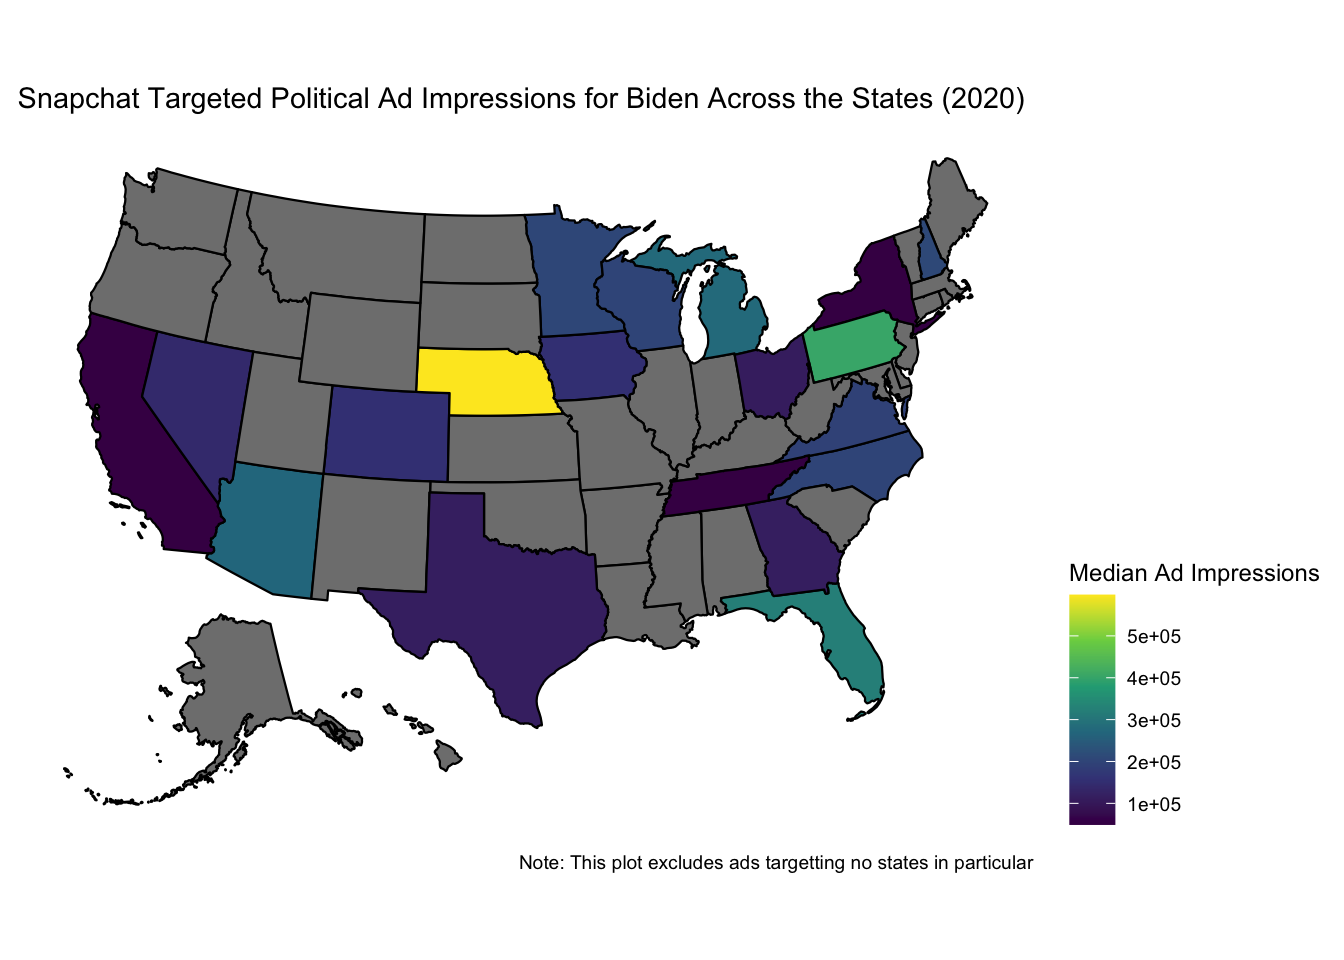 Snapchat Targeted Political Ad Impressions for Biden Across the States (2020)
Median Ad Impressions
5e+05
4e+05
3e+05
2e+05
1e+05
Note: This plot excludes ads targetting no states in particular